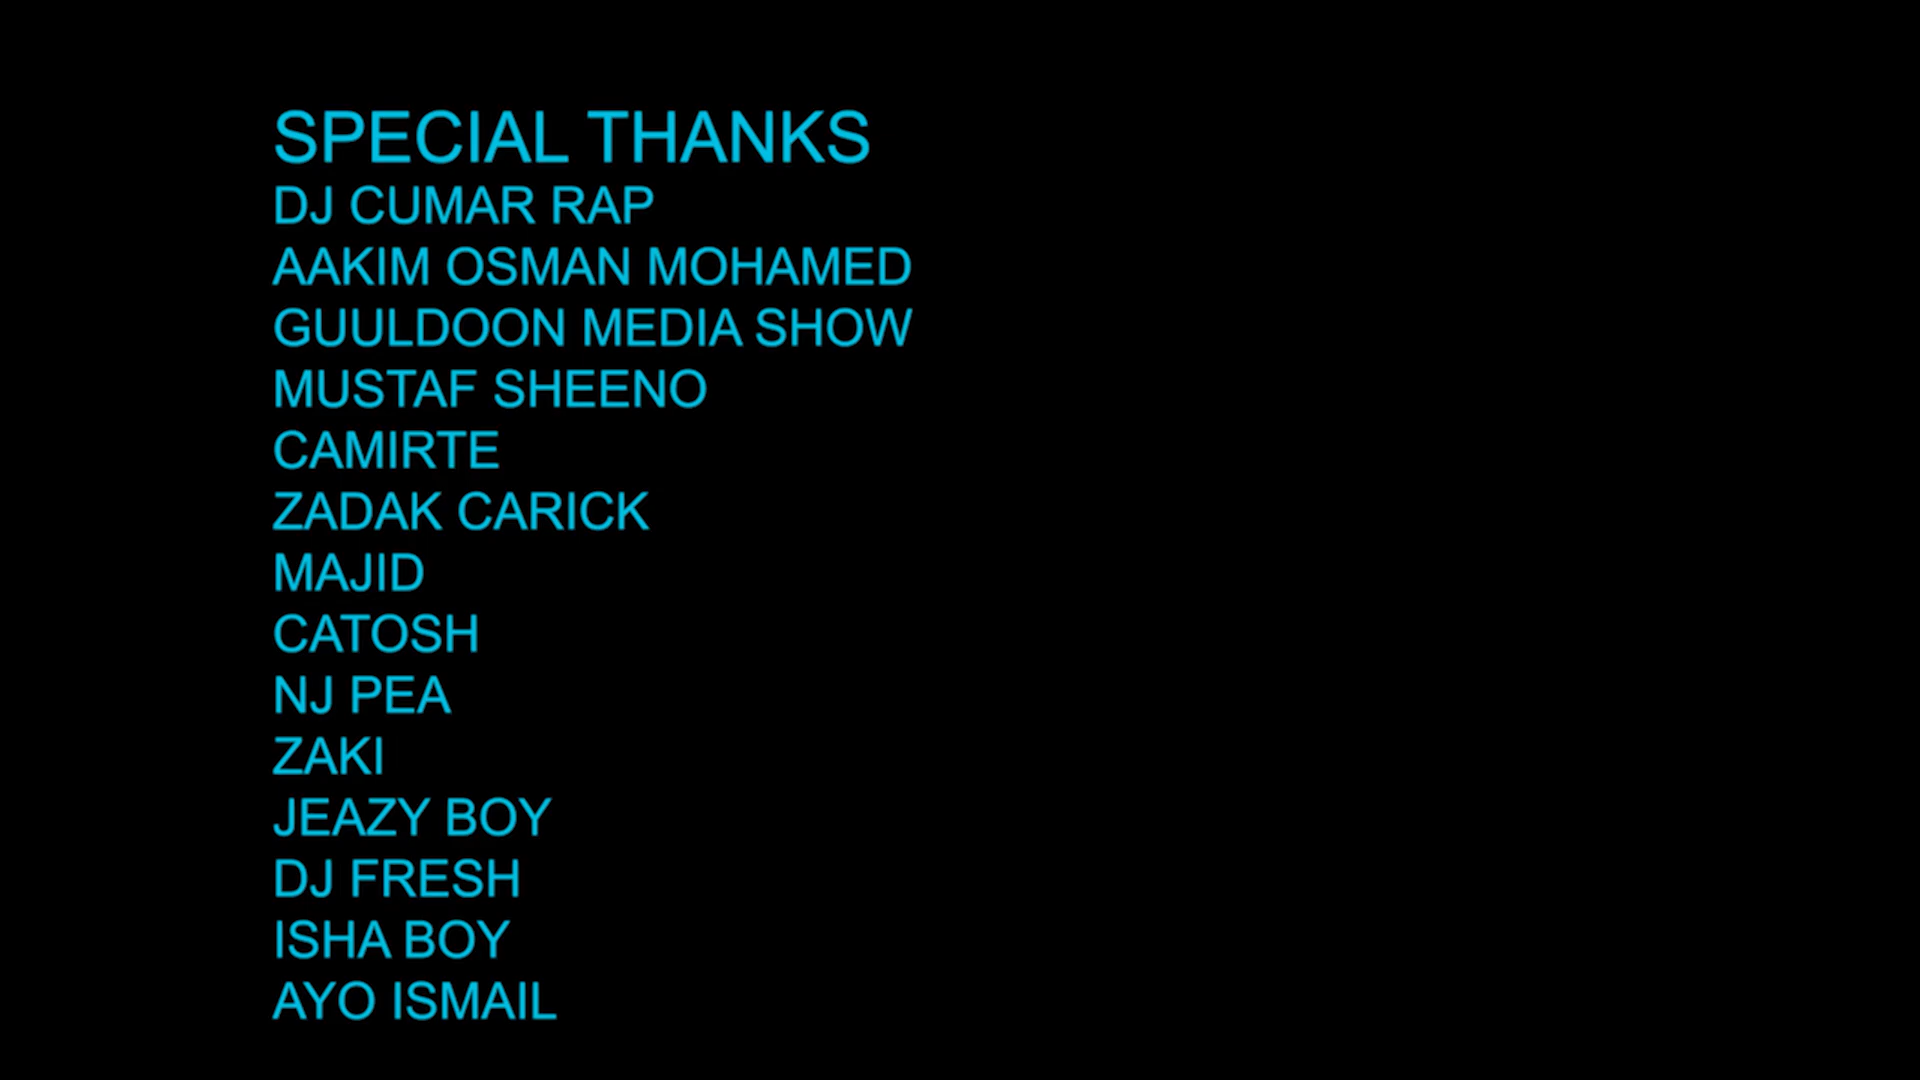 SPECIAL THANKS
DJ CUMAR RAP
AAKIM OSMAN MOHAMED
GUULDOON MEDIA SHOW
MUSTAF SHEENO
CAMIRTE
ZADAK CARICK
MAJID
CATOSH
NJ PEA
ZAKI
JEAZY BOY
DJ FRESH
ISHA BOY
AYO ISMAIL